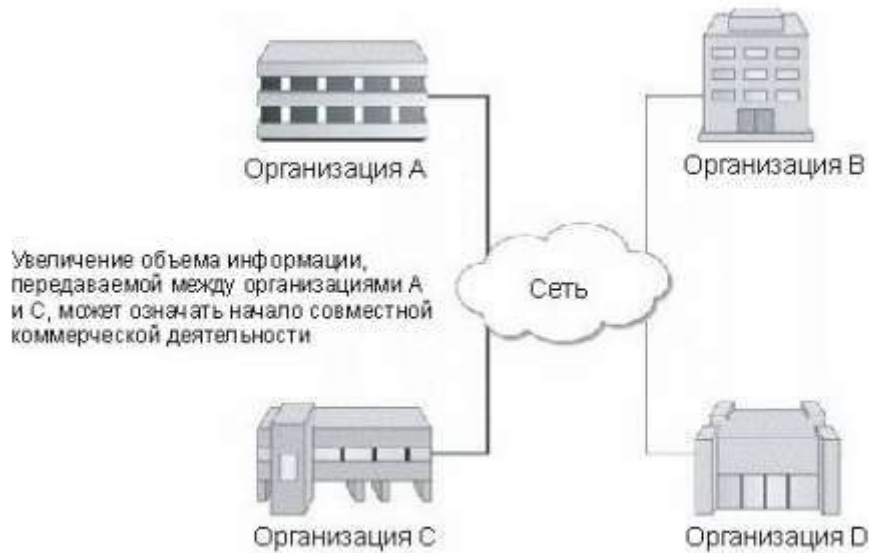 Организация A
Организация B
Увеличение объема информации,
передаваемой между организациями А
и С, может означать начало совместной
коммерческой деятельности
Сеть
Организация C
Организация D